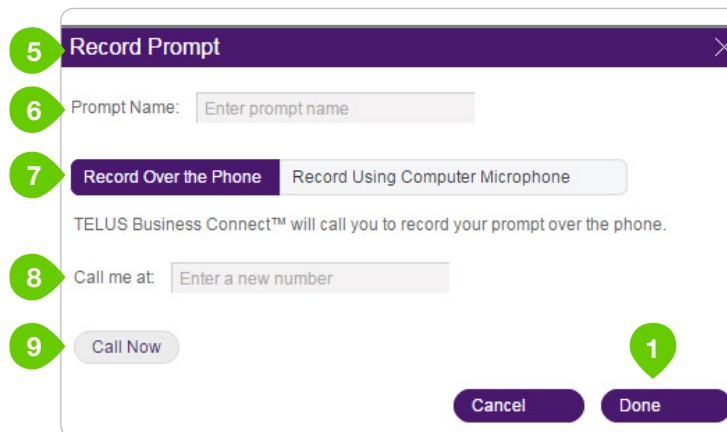 5 Record Prompt
6 Prompt Name: Enter prompt name
7 Record Over the Phone Record Using Computer Microphone
TELUS Business Connect™ will call you to record your prompt over the phone.
8 Call me at: Enter a new number
9 Call Now
1
Cancel Done